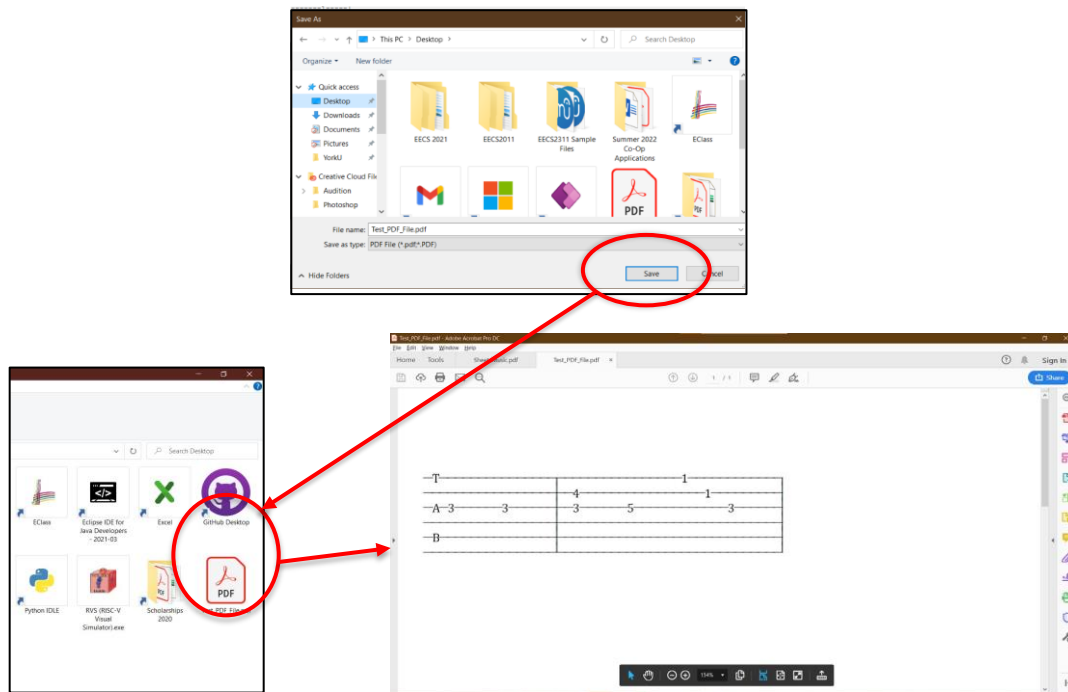 Save As
This PC > Desktop >
Search Desktop
Organize
New folder
Quick access
Desktop
Downloads
Documents
Pictures
YorkU
Creative Cloud File
Audition
Photoshop
EECS 2021
EECS2011
EECS2311 Sample
Files
Summer 2022
Co-Op
Applications
EClass
PDF
File name: Test_PDF_File.pdf
Save as type: PDF File (*.pdf;*.PDF)
Hide Folders
Save
Cancel
Search Desktop
EClass
Eclipse IDE for
Java Developers
- 2021-03
Excel
GitHub Desktop
Python IDLE
RVS (RISC-V
Visual
Simulator).exe
Scholarships
2020
PDF
Test_PDF_File.pdf - Adobe Acrobat Pro DC
File Edit View Window Help
Home Tools
Test_PDF_File.pdf ×
Sign In
1 / 1
Share
T 1
4 1
A 3 3 3 5 3
B
154%